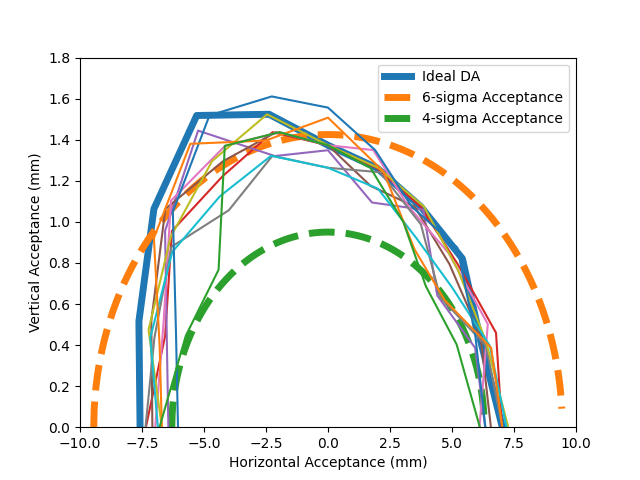 1.8
1.6
1.4
1.2
1.0
0.8
0.6
0.4
0.2
0.0
Vertical Acceptance (mm)
Ideal DA
6-sigma Acceptance
4-sigma Acceptance
−10.0 −7.5 −5.0 −2.5 0.0 2.5 5.0 7.5 10.0
Horizontal Acceptance (mm)